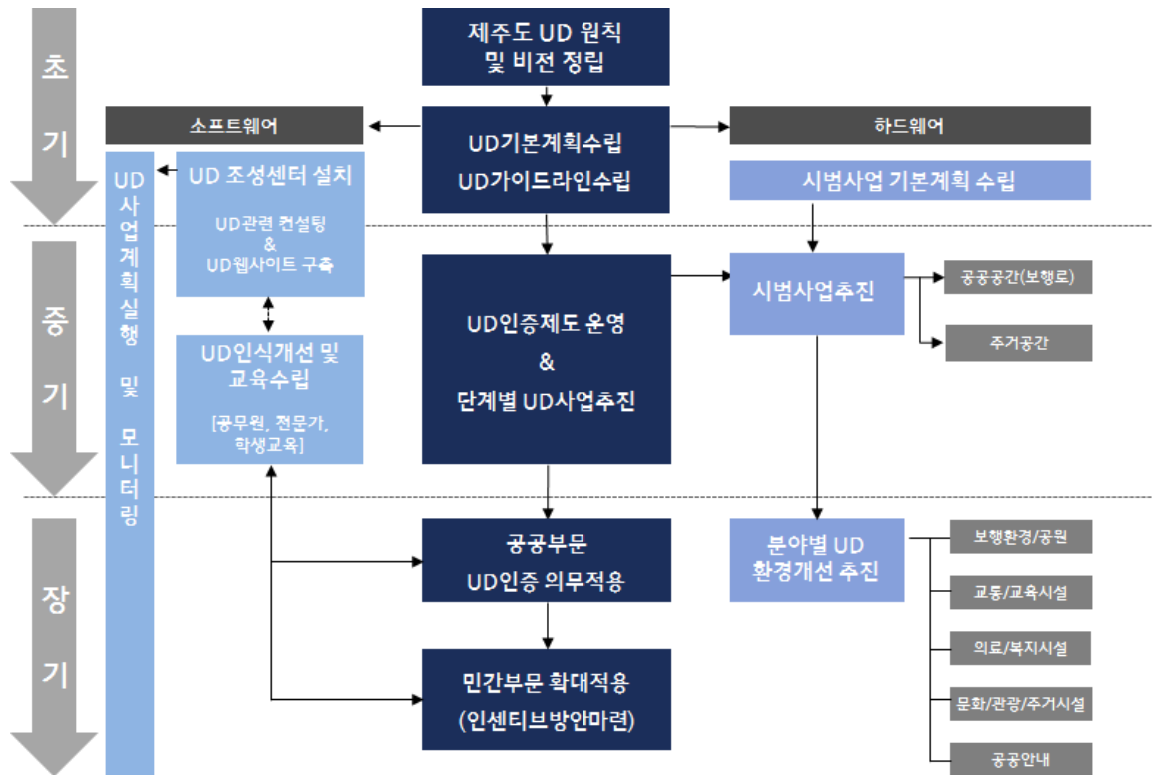 초
기
제주도 UD 원칙
및 비전 정립
소프트웨어
UD기본계획수립
UD가이드라인수립
하드웨어
UD 사업계획실행 및 모니터링
UD 조성센터 설치
UD관련 컨설팅
&
UD웹사이트 구축
시범사업 기본계획 수립
중
기
UD인식개선 및
교육수립
[공무원, 전문가,
학생교육]
UD인증제도 운영
&
단계별 UD사업추진
시범사업추진
공공공간(보행로)
주거공간
장
기
공공부문
UD인증 의무적용
민간부문 확대적용
(인센티브방안마련)
분야별 UD
환경개선 추진
보행환경/공원
교통/교육시설
의료/복지시설
문화/관광/주거시설
공공안내